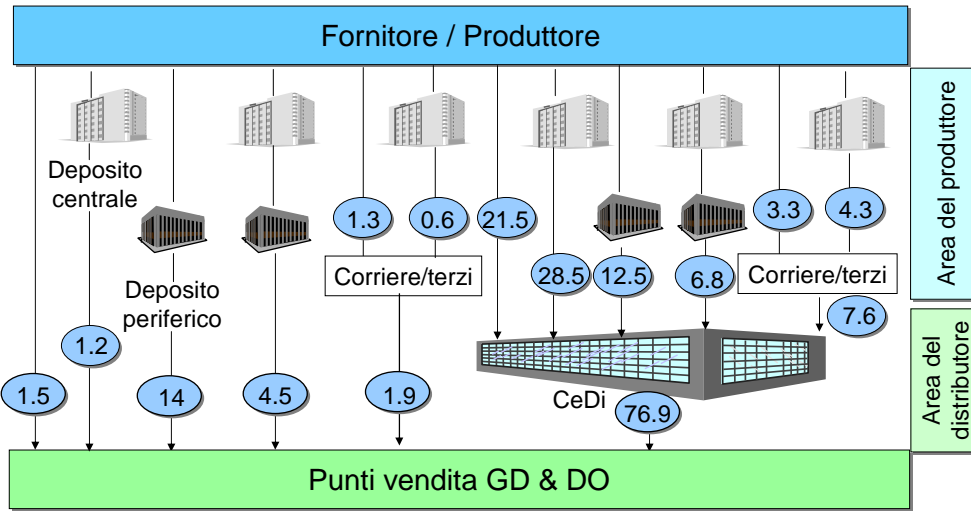 Fornitore / Produttore
Area del produttore
Deposito
centrale
1.3
0.6
21.5
3.3
4.3
Corriere/terzi
28.5
12.5
6.8
Corriere/terzi
Deposito
periferico
7.6
1.2
Area del
distributore
1.5
14
4.5
1.9
CeDi
76.9
Punti vendita GD & DO